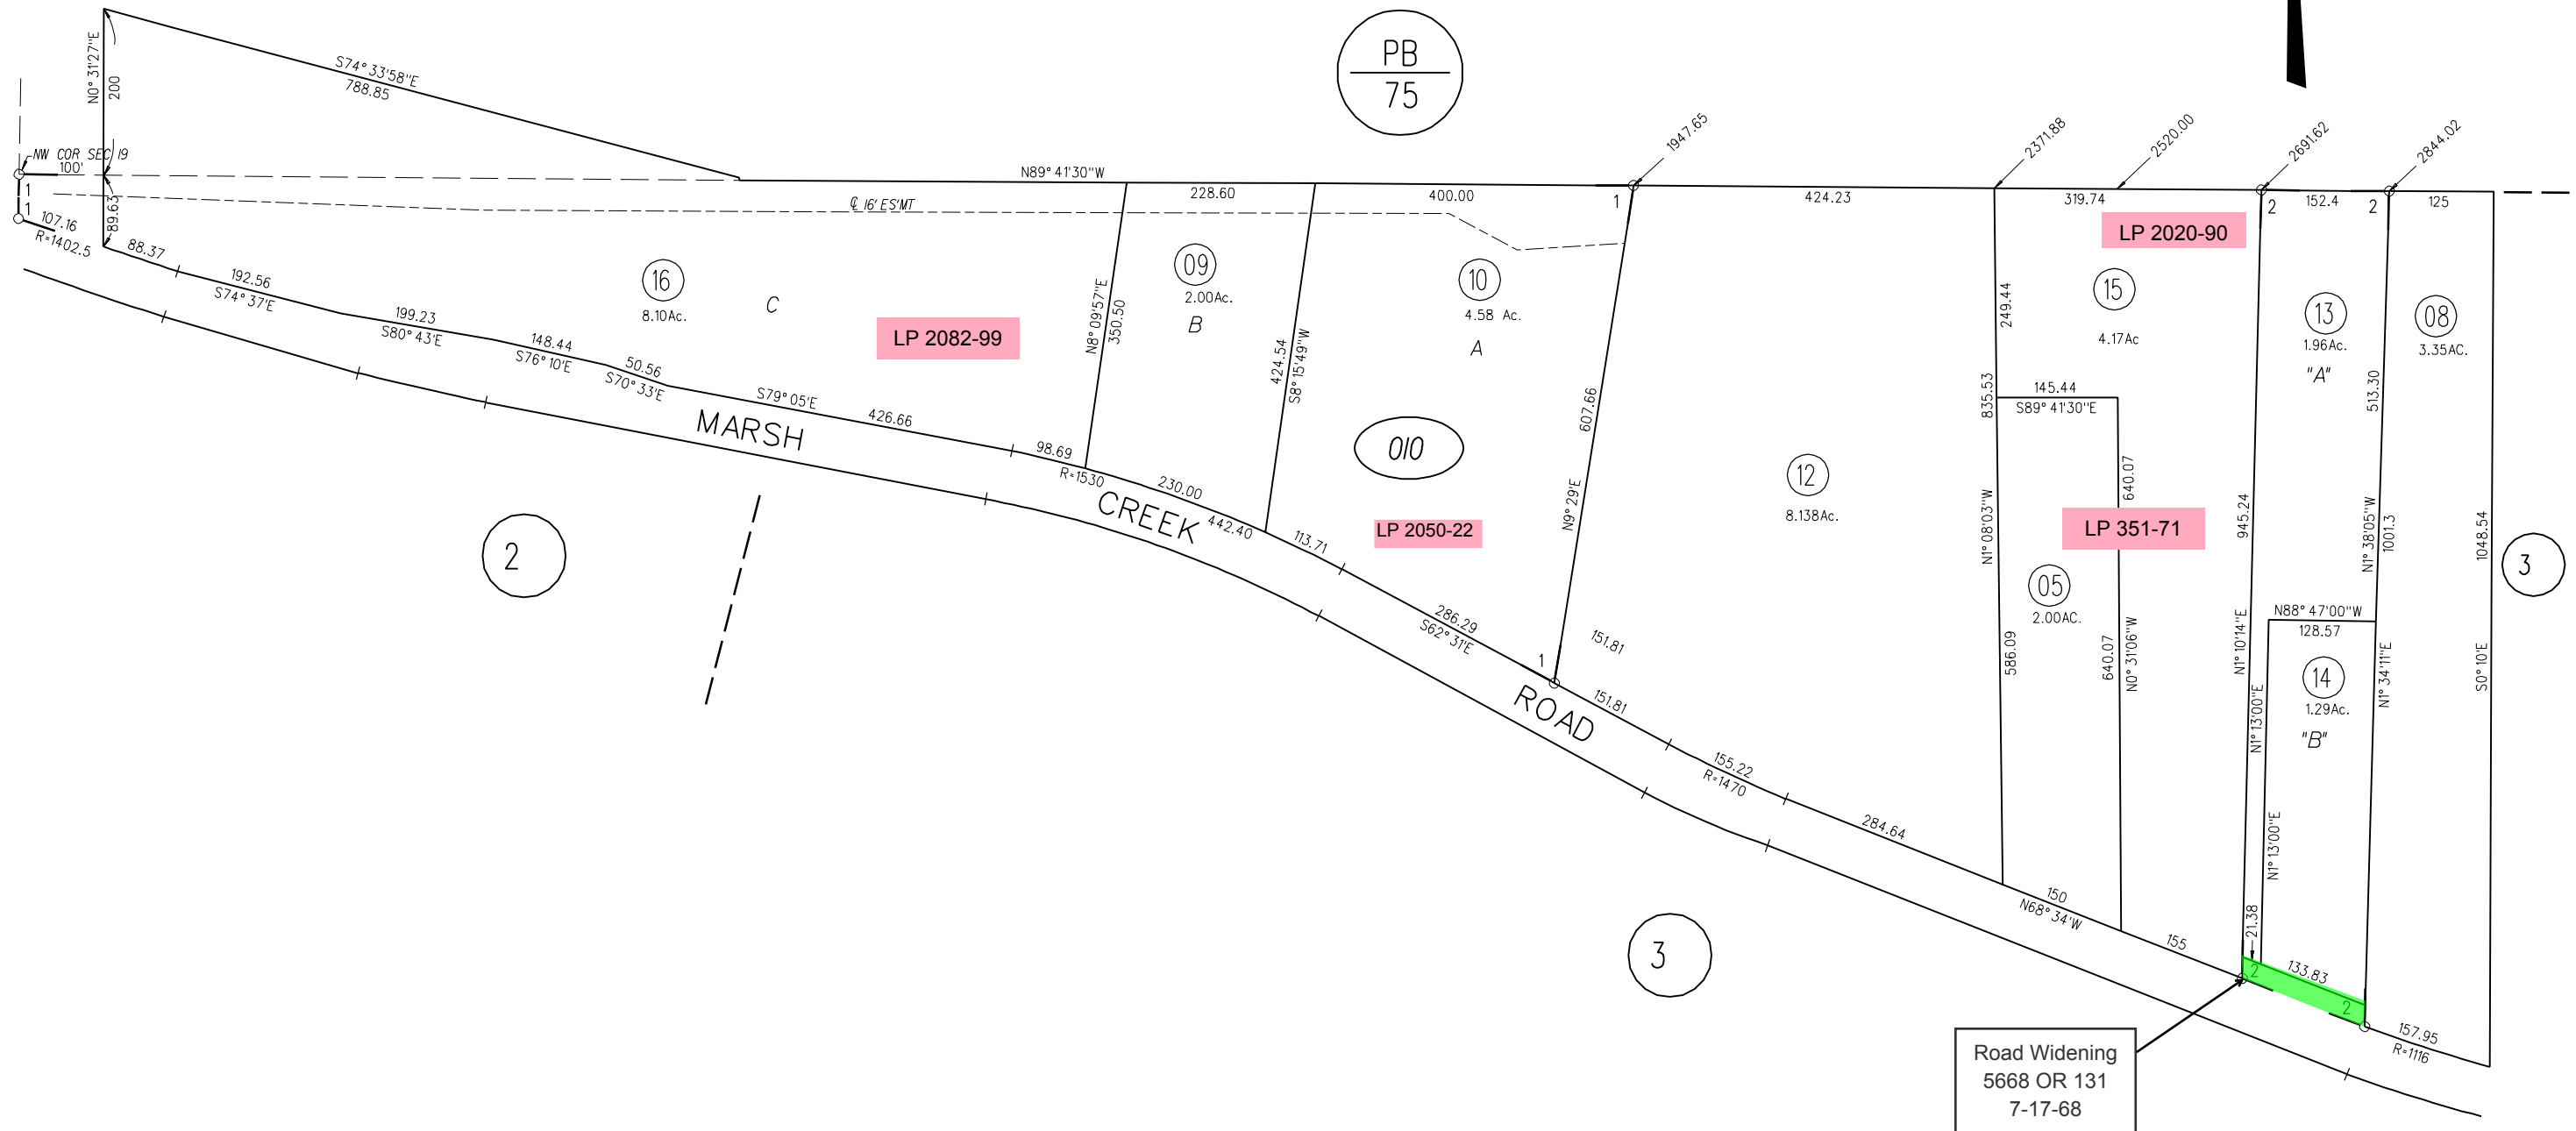 PB
75
N0° 31'27"E
200
S74° 33'58"E
788.85
NW COR SEC 19
100'
1
1
107.16
R=1402.5
89.63
88.37
192.56
S74° 37'E
199.23
S80° 43'E
148.44
S76° 10'E
50.56
S70° 33'E
S79° 05'E
426.66
98.69
R=1530
230.00
442.40
113.71
286.29
S62° 31'E
151.81
151.81
155.22
R=1470
284.64
150
N68° 34'W
155
21.38
133.83
157.95
R=1116
N89° 41'30"W
228.60
400.00
1
1947.65
424.23
2371.88
319.74
2520.00
2691.62
2
152.4
2
2844.02
125
℄ 16' ES'MT
16
8.10Ac.
C
LP 2082-99
N8° 09'57"E
350.50
09
2.00Ac.
B
424.54
S8° 15'49"W
10
4.58 Ac.
A
010
LP 2050-22
607.66
N9° 29'E
1
12
8.138Ac.
LP 2020-90
15
4.17Ac
249.44
835.53
145.44
S89° 41'30"E
N1° 08'03"W
586.09
640.07
640.07
N0° 31'06"W
LP 351-71
05
2.00AC.
945.24
N1° 10'14"E
N1° 13'00"E
N1° 13'00"E
13
1.96Ac.
"A"
513.30
N1° 38'05"W
1001.3
N88° 47'00"W
128.57
14
1.29Ac.
"B"
N1° 34'11"E
08
3.35AC.
1048.54
S0° 10'E
3
MARSH
CREEK
ROAD
2
3
2
2
Road Widening
5668 OR 131
7-17-68